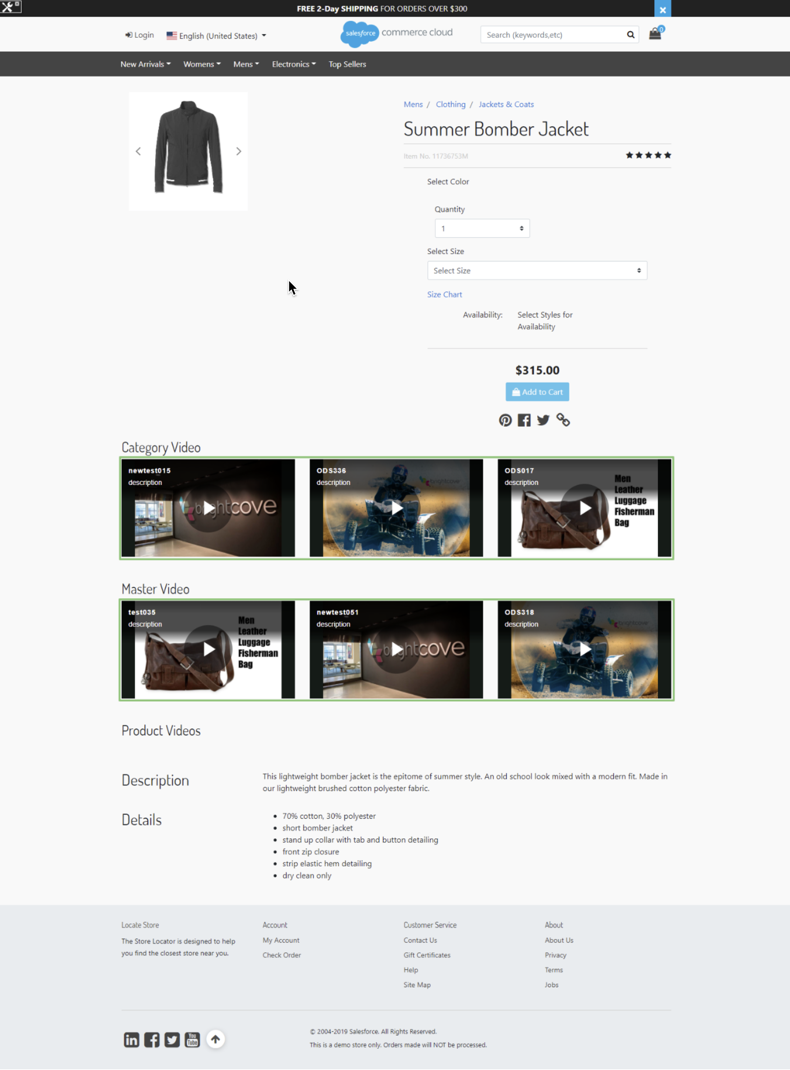 FREE 2-Day SHIPPING FOR ORDERS OVER $300
x
Login
English (United States)
salesforce commerce cloud
Search (keywords,etc)
0
New Arrivals Womens Mens Electronics Top Sellers
Mens / Clothing / Jackets & Coats
Summer Bomber Jacket
Item No. 11736753M
Select Color
Quantity
1
Select Size
Select Size
Size Chart
Availability: Select Styles for
Availability
$315.00
Add to Cart
Category Video
newtest015
description
brightcove
ODS336
description
ODS017
description
Men
Leather
Luggage
Fisherman
Bag
Master Video
test035
description
Men
Leather
Luggage
Fisherman
Bag
newtest051
description
brightcove
ODS318
description
Product Videos
Description
This lightweight bomber jacket is the epitome of summer style. An old school look mixed with a modern fit. Made in
our lightweight brushed cotton polyester fabric.
Details
70% cotton, 30% polyester
short bomber jacket
stand up collar with tab and button detailing
front zip closure
strip elastic hem detailing
dry clean only
Locate Store
The Store Locator is designed to help
you find the closest store near you.
Account
My Account
Check Order
Customer Service
Contact Us
Gift Certificates
Help
Site Map
About
About Us
Privacy
Terms
Jobs
in
You
Tube
© 2004-2019 Salesforce. All Rights Reserved.
This is a demo store only. Orders made will NOT be processed.